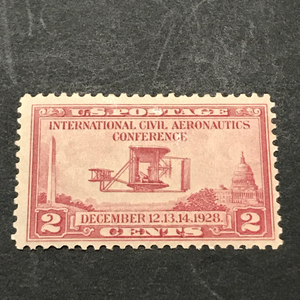 U.S. POSTAGE
INTERNATIONAL CIVIL AERONAUTICS
CONFERENCE
2 DECEMBER 12.13.14.1928. 2
CENTS